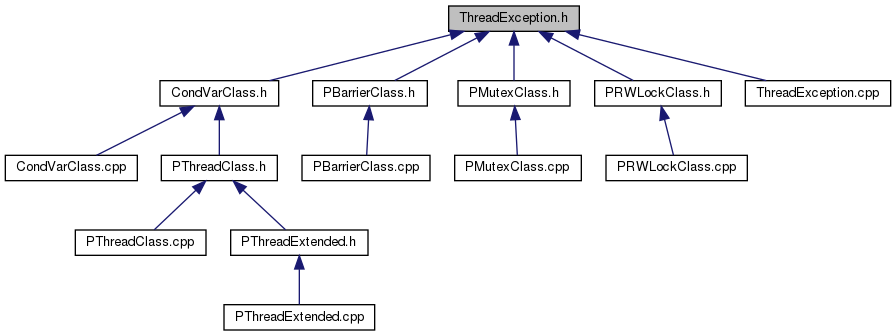 ThreadException.h
CondVarClass.h
PBarrierClass.h
PMutexClass.h
PRWLockClass.h
ThreadException.cpp
CondVarClass.cpp
PThreadClass.h
PBarrierClass.cpp
PMutexClass.cpp
PRWLockClass.cpp
PThreadClass.cpp
PThreadExtended.h
PThreadExtended.cpp